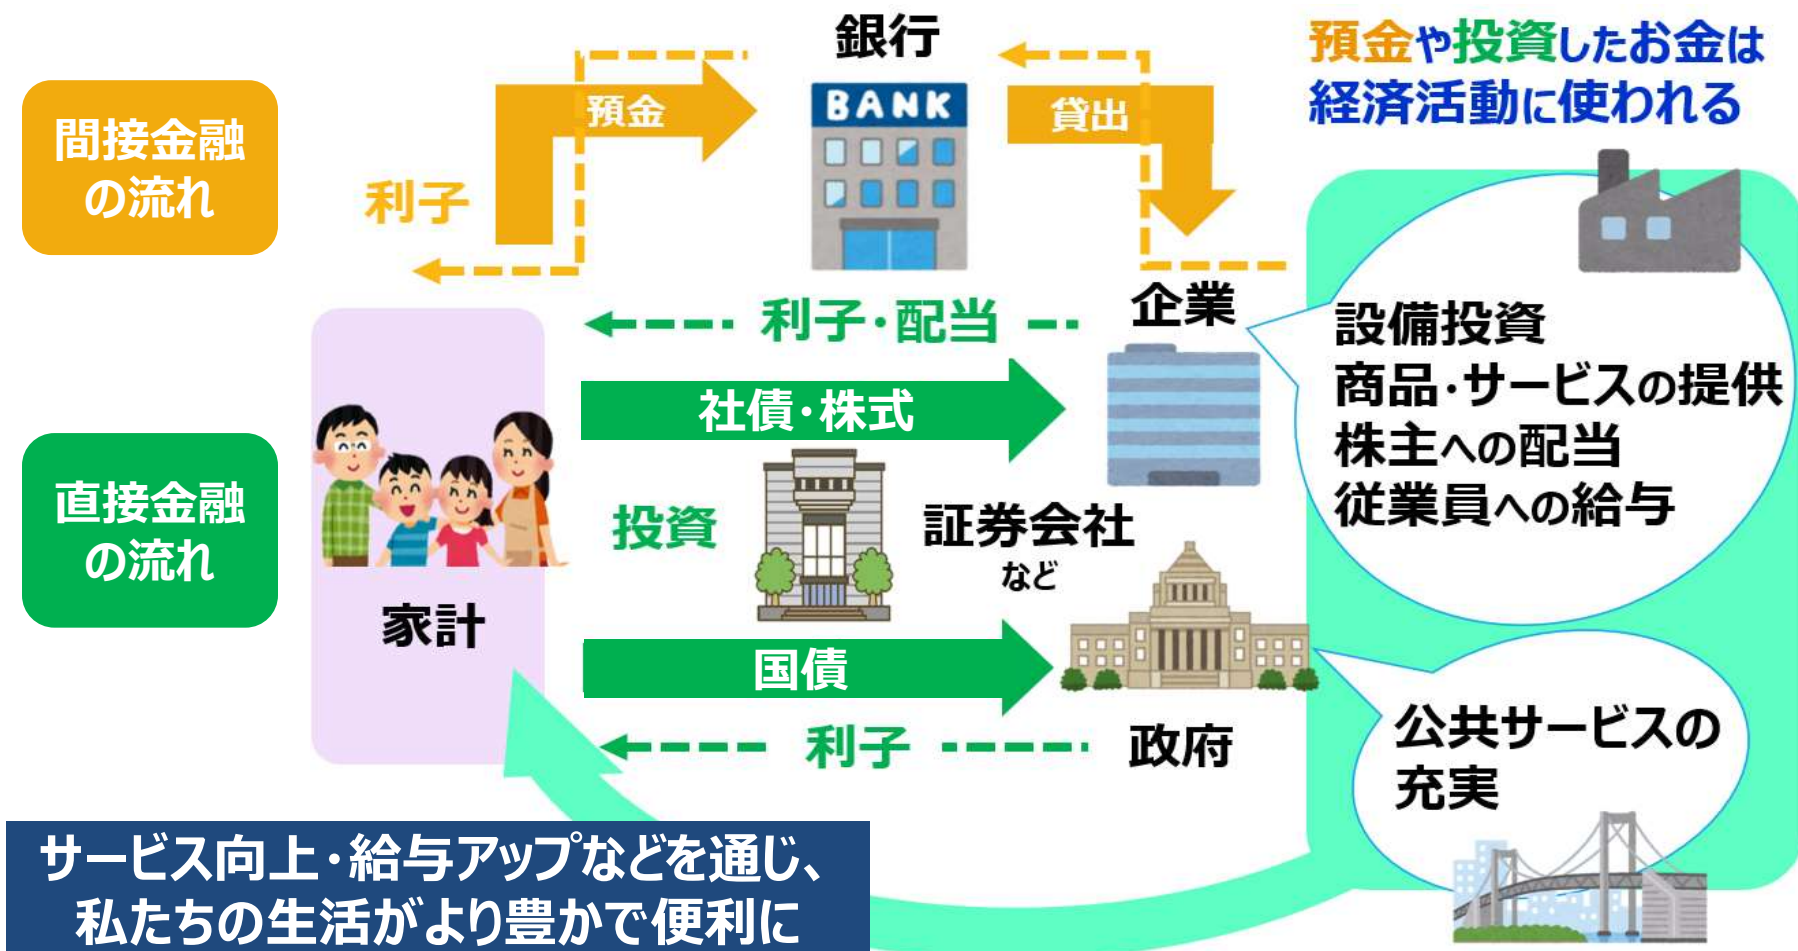 銀行
預金や投資したお金は
経済活動に使われる
間接金融
の流れ
預金
BANK
貸出
利子
企業
利子・配当
社債・株式
設備投資
商品・サービスの提供
株主への配当
従業員への給与
直接金融
の流れ
投資
証券会社
など
家計
国債
利子
政府
公共サービスの
充実
サービス向上・給与アップなどを通じ、
私たちの生活がより豊かで便利に